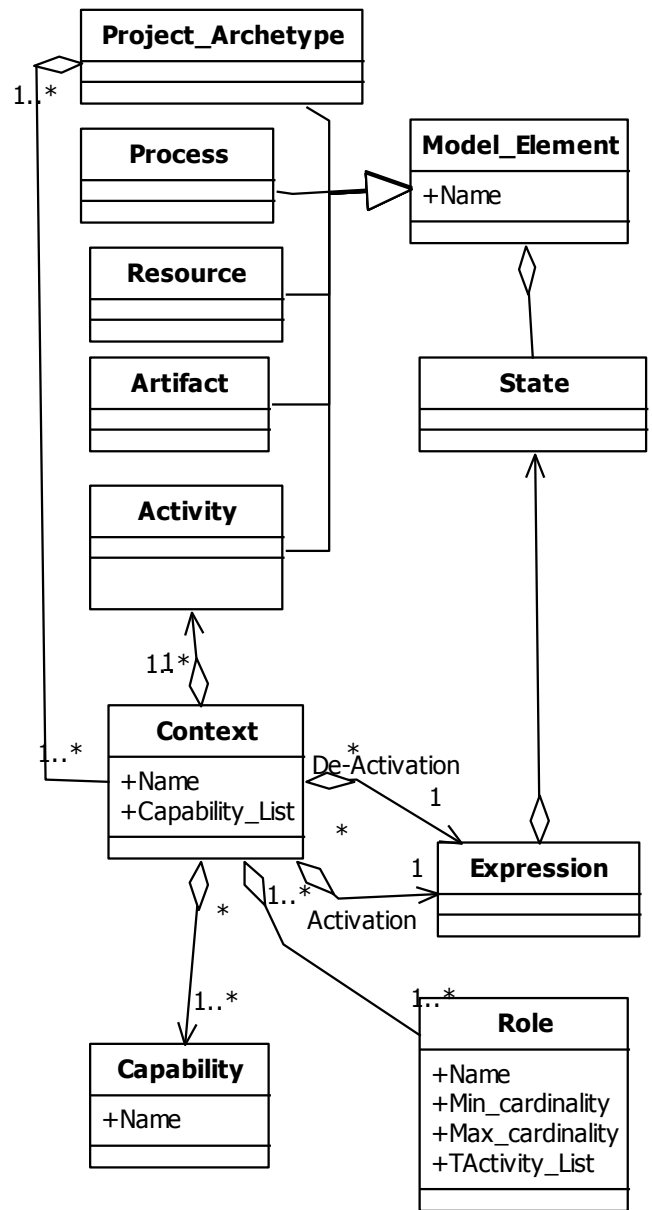 Project_Archetype
1..*
Process
Model_Element
+Name
Resource
Artifact
State
Activity
1..*
1
Context
+Name
+Capability_List
1..*
De-Activation
*
1
*
1
Expression
Activation
1..*
*
1..*
1..*
Role
+Name
+Min_cardinality
+Max_cardinality
+TActivity_List
Capability
+Name